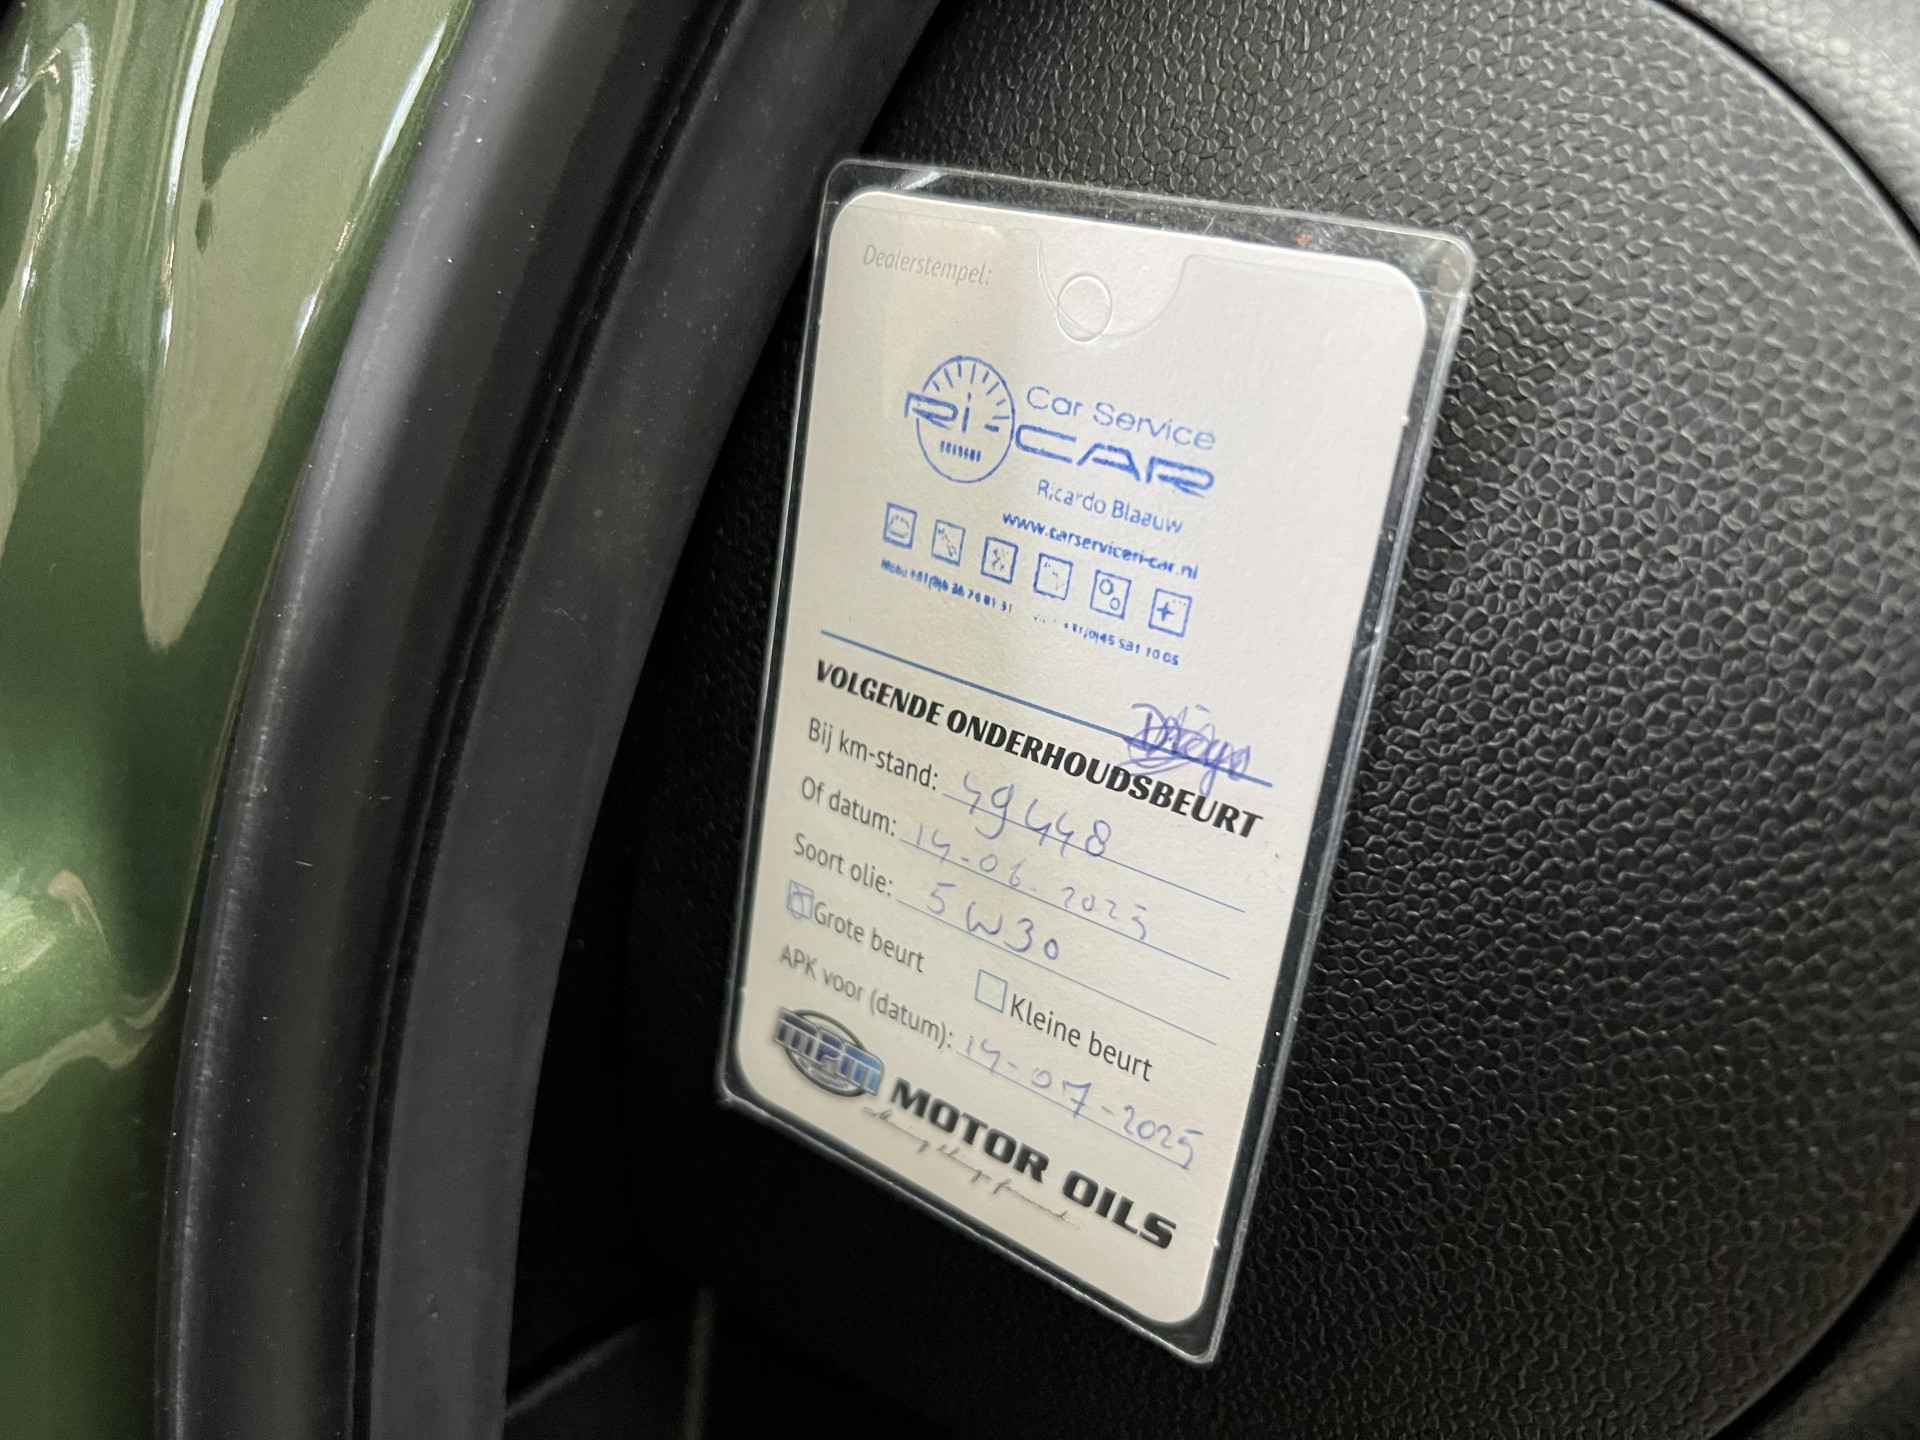 Dealerstempel:
Car Service
Ri-CAR
Ricardo Blaauw
www.carserviceri-car.nl
VOLGENDE ONDERHOUDSBEURT
Bij km-stand: 49448
Of datum: 14-06-2025
Soort olie: 5W30
Grote beurt Kleine beurt
APK voor (datum): 14-07-2025
MPM MOTOR OILS